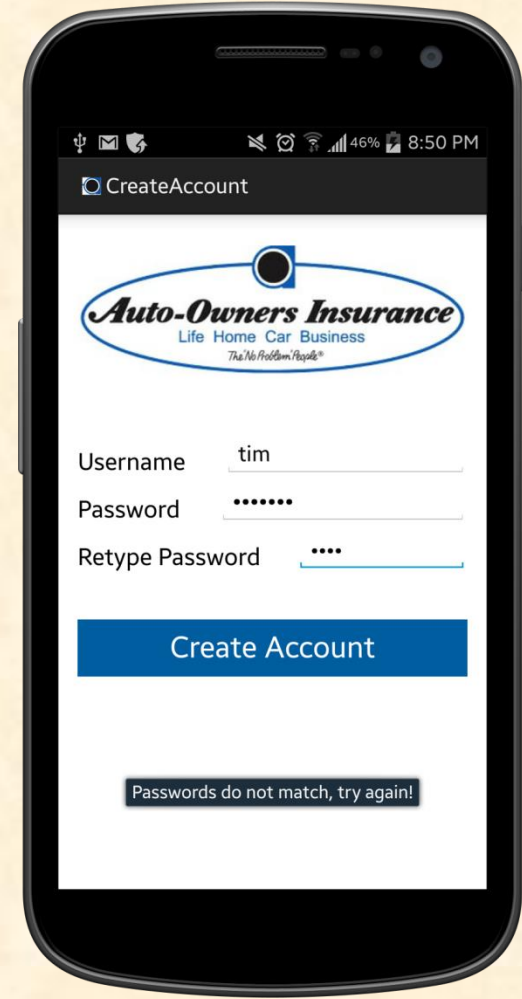 46% 8:50 PM
CreateAccount
Auto-Owners Insurance
Life Home Car Business
The "No Problem" People®
Username tim
Password •••••••
Retype Password ••••
Create Account
Passwords do not match, try again!